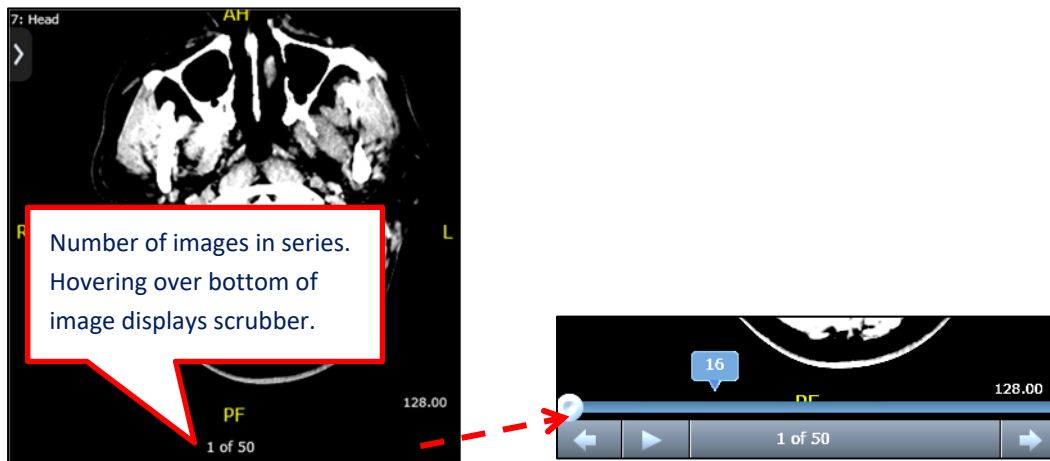 7: Head
AH
R
L
Number of images in series.
Hovering over bottom of
image displays scrubber.
128.00
PF
1 of 50
16
128.00
1 of 50